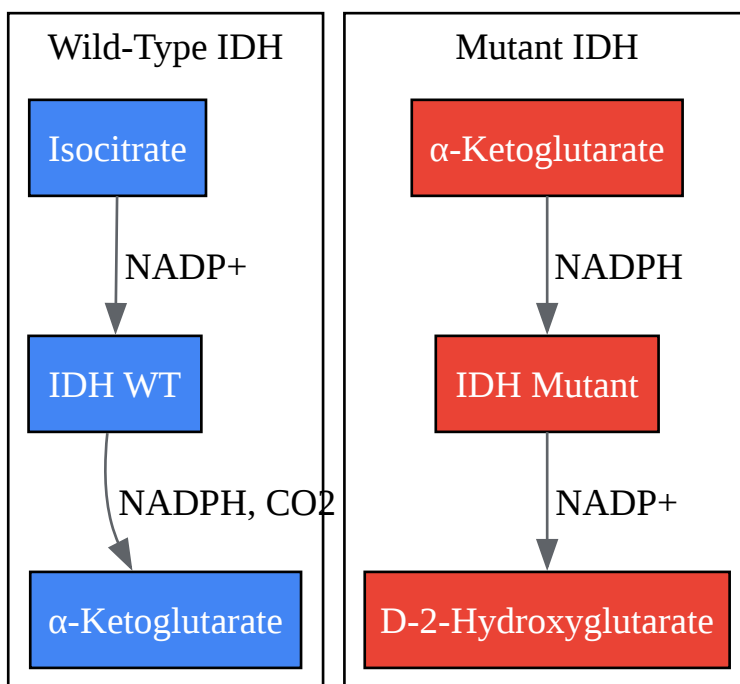 Wild-Type IDH
Isocitrate
NADP+
IDH WT
NADPH, CO2
α-Ketoglutarate
Mutant IDH
α-Ketoglutarate
NADPH
IDH Mutant
NADP+
D-2-Hydroxyglutarate